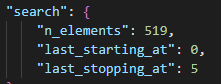 "search": {
"n_elements": 519,
"last_starting_at": 0,
"last_stopping_at": 5
}